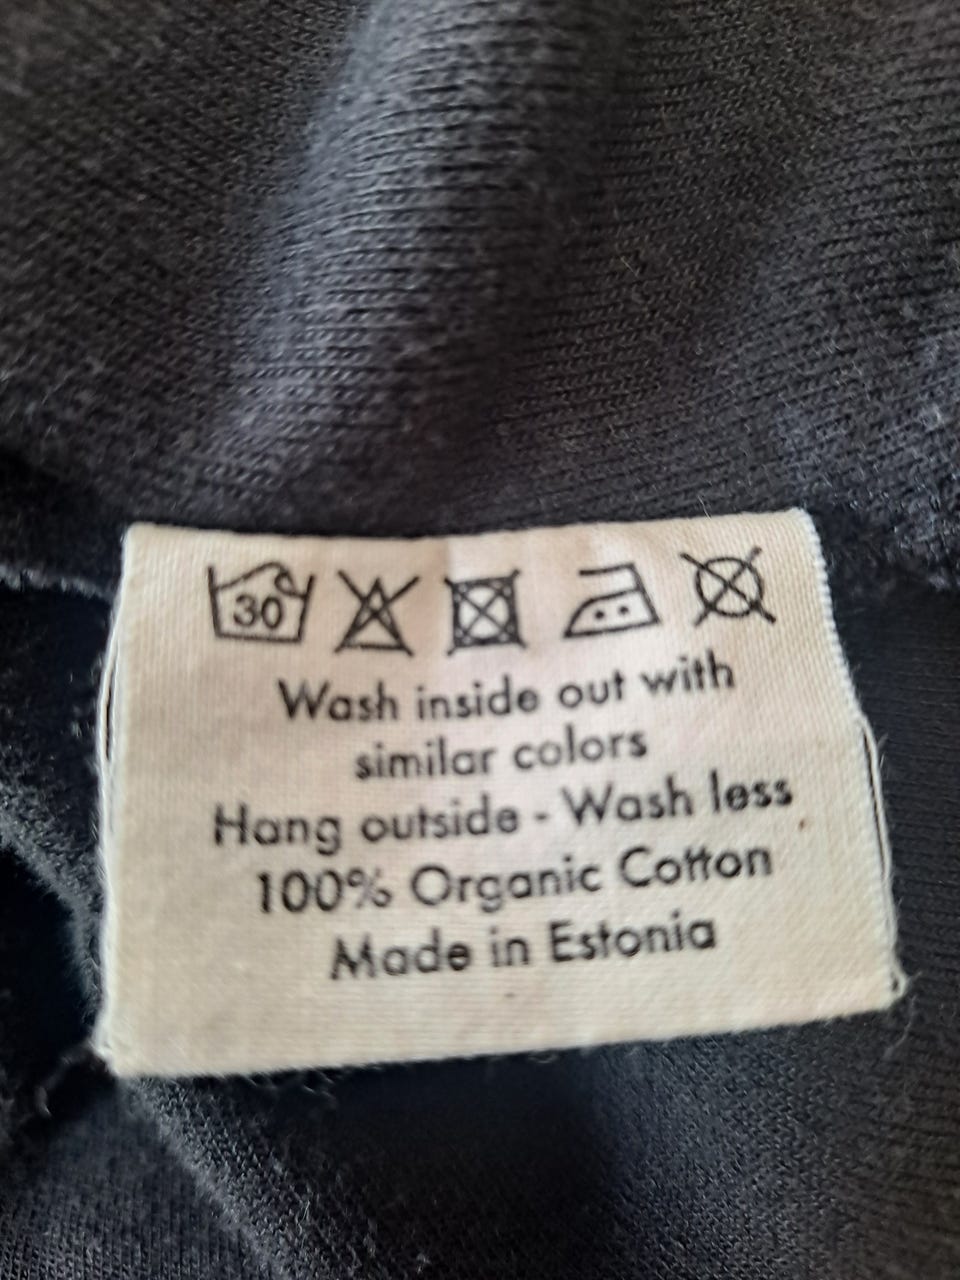 30
Wash inside out with
similar colors
Hang outside - Wash less
100% Organic Cotton
Made in Estonia